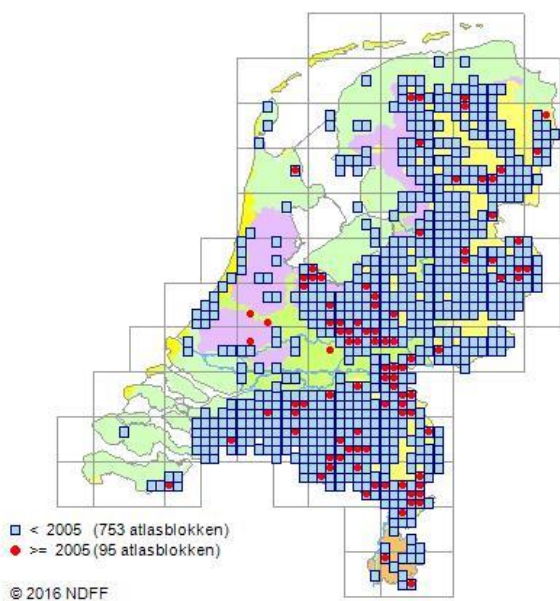 < 2005 (753 atlasblokken)
>= 2005 (95 atlasblokken)
© 2016 NDFF